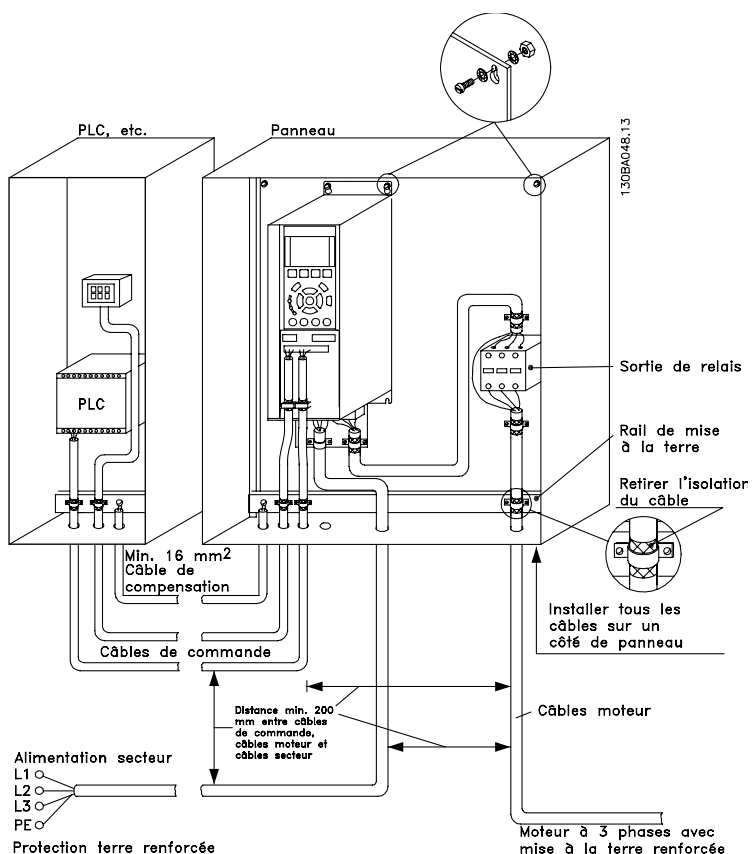 PLC, etc.
Panneau
130BA048.13
PLC
Sortie de relais
Rail de mise
à la terre
Retirer l'isolation
du câble
Min. 16 mm2
Câble de
compensation
Installer tous les
câbles sur un
côté de panneau
Câbles de commande
Distance min. 200
mm entre câbles
de commande,
câbles moteur et
câbles secteur
Câbles moteur
Alimentation secteur
L1
L2
L3
PE
Protection terre renforcée
Moteur à 3 phases avec
mise à la terre renforcée